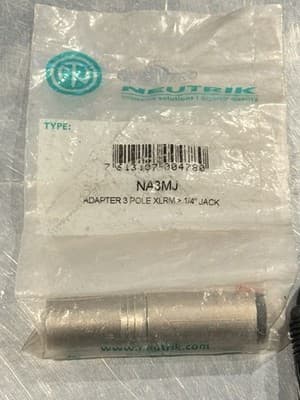 NEUTRIK
TYPE:
NA3MJ
ADAPTER 3 POLE XLRM > 1/4" JACK
www.neutrik.com